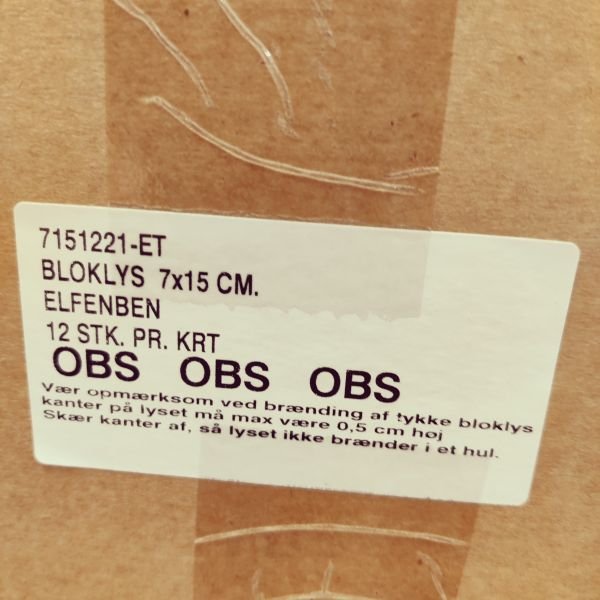 7151221-ET
BLOKLYS 7x15 CM.
ELFENBEN
12 STK. PR. KRT
OBS OBS OBS
Vær opmærksom ved brænding af tykke bloklys
kanter på lyset må max være 0,5 cm høj
Skær kanter af, så lyset ikke brænder i et hul.